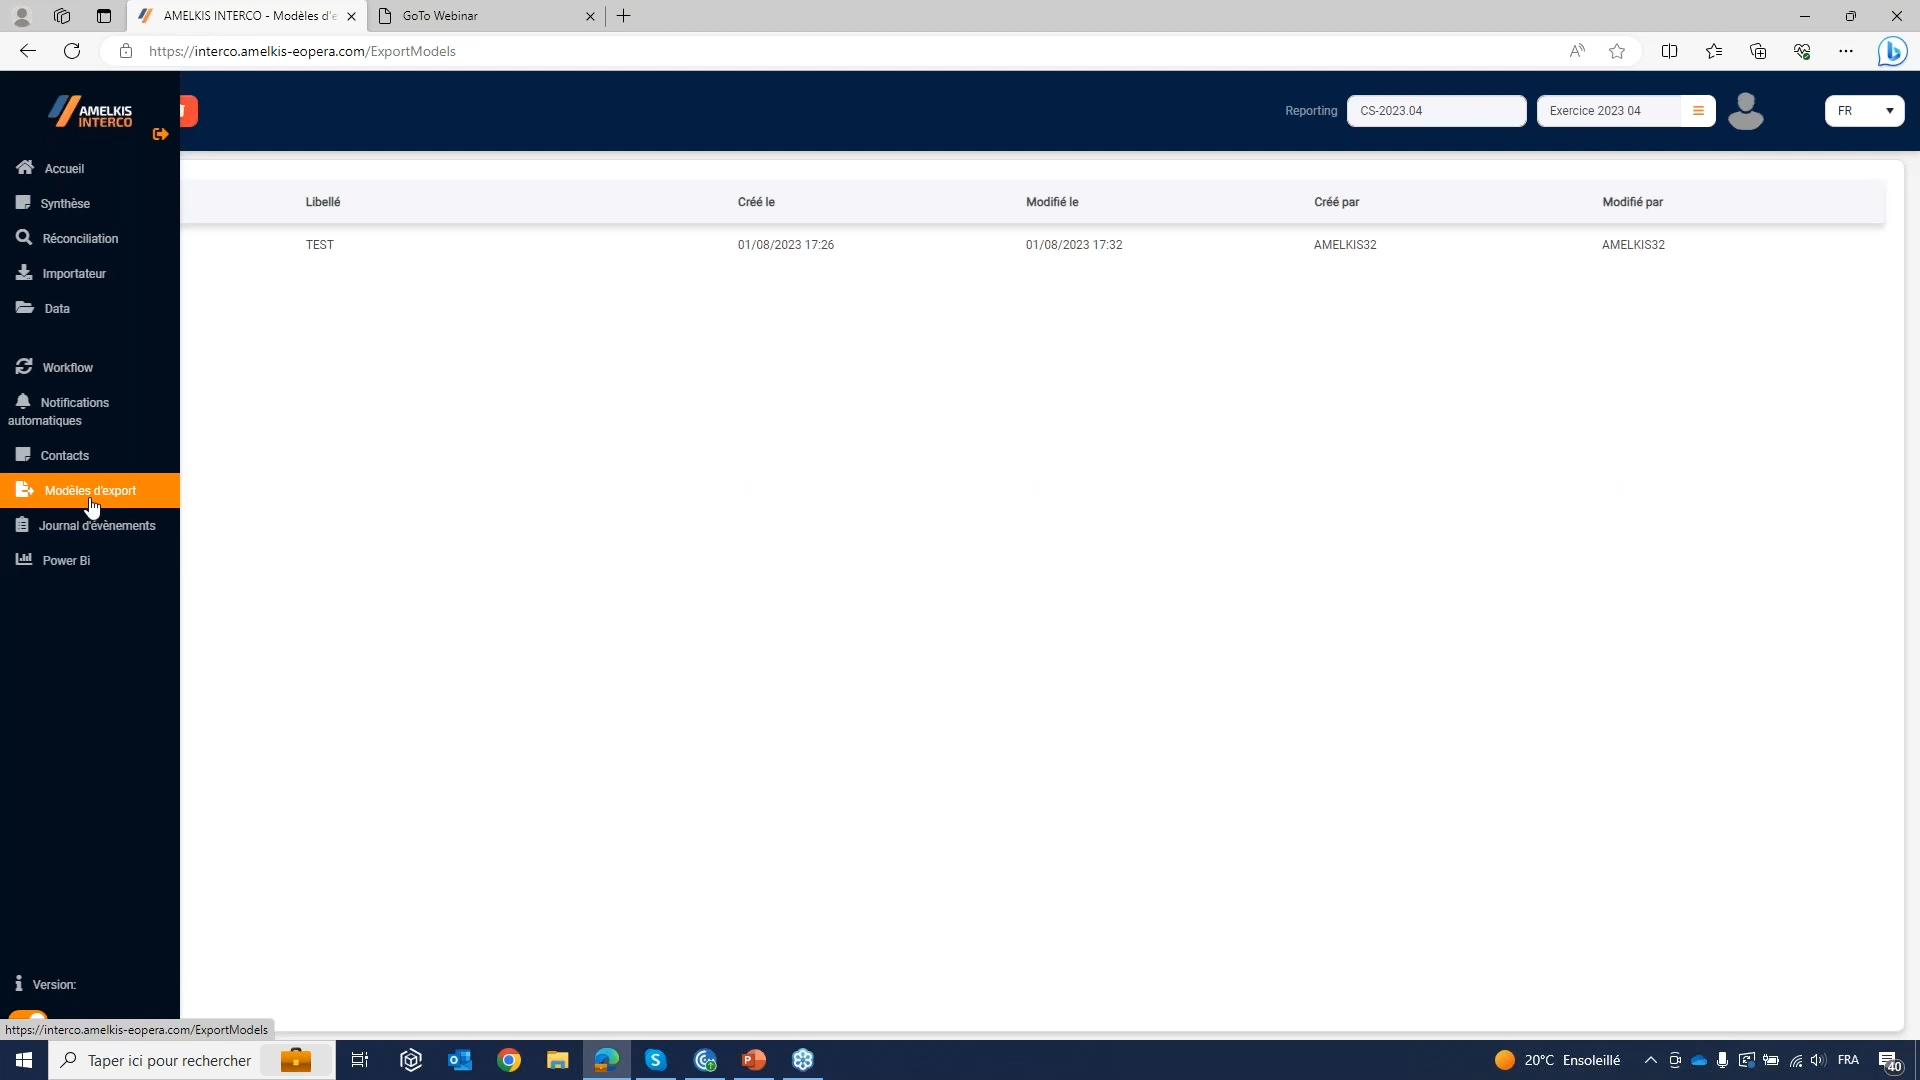 AMELKIS INTERCO - Modèles d'e
GoTo Webinar
https://interco.amelkis-eopera.com/ExportModels
AMELKIS
INTERCO
Reporting
CS-2023.04
Exercice 2023 04
FR
Accueil
Synthèse
Réconciliation
Importateur
Data
Workflow
Notifications
automatiques
Contacts
Modèles d'export
Journal d'évènements
Power Bi
Libellé Créé le Modifié le Créé par Modifié par
TEST 01/08/2023 17:26 01/08/2023 17:32 AMELKIS32 AMELKIS32
Version:
https://interco.amelkis-eopera.com/ExportModels
Taper ici pour rechercher
20°C Ensoleillé
FRA
40